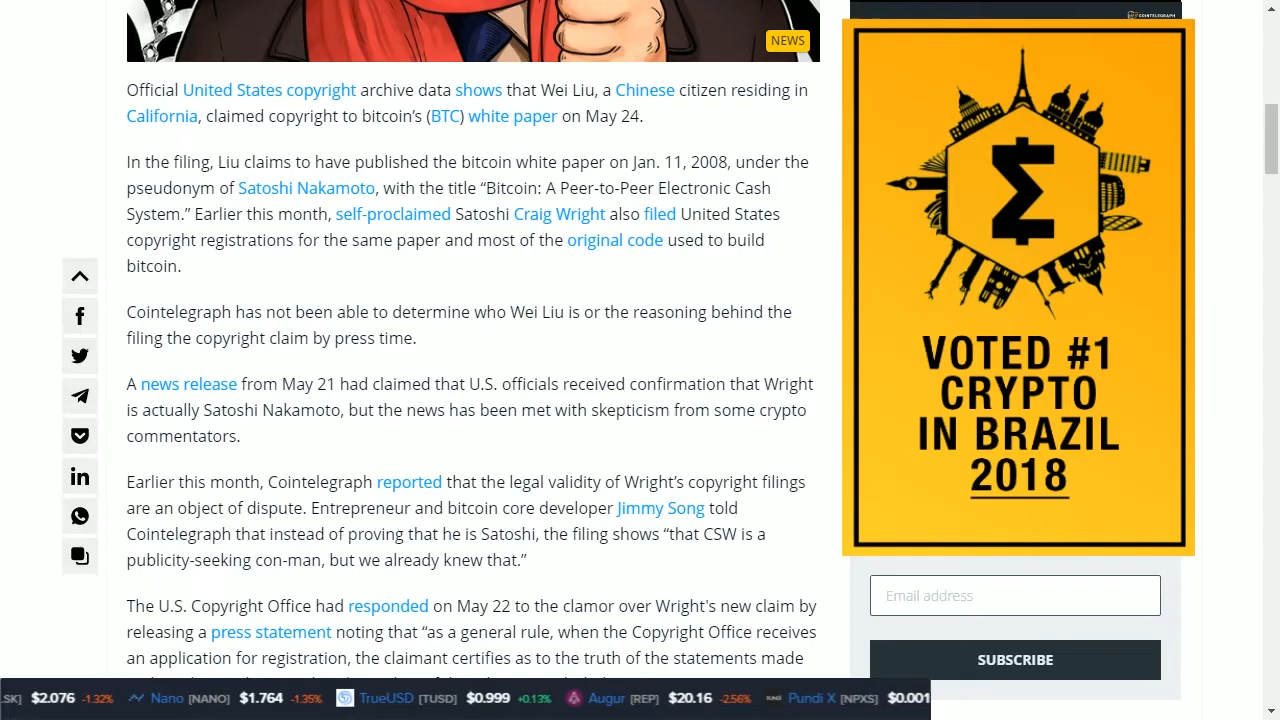 COINTELEGRAPH
NEWS
Official United States copyright archive data shows that Wei Liu, a Chinese citizen residing in
California, claimed copyright to bitcoin’s (BTC) white paper on May 24.
In the filing, Liu claims to have published the bitcoin white paper on Jan. 11, 2008, under the
pseudonym of Satoshi Nakamoto, with the title “Bitcoin: A Peer-to-Peer Electronic Cash
System.” Earlier this month, self-proclaimed Satoshi Craig Wright also filed United States
copyright registrations for the same paper and most of the original code used to build
bitcoin.
Cointelegraph has not been able to determine who Wei Liu is or the reasoning behind the
filing the copyright claim by press time.
A news release from May 21 had claimed that U.S. officials received confirmation that Wright
is actually Satoshi Nakamoto, but the news has been met with skepticism from some crypto
commentators.
Earlier this month, Cointelegraph reported that the legal validity of Wright’s copyright filings
are an object of dispute. Entrepreneur and bitcoin core developer Jimmy Song told
Cointelegraph that instead of proving that he is Satoshi, the filing shows “that CSW is a
publicity-seeking con-man, but we already knew that.”
The U.S. Copyright Office had responded on May 22 to the clamor over Wright's new claim by
releasing a press statement noting that “as a general rule, when the Copyright Office receives
an application for registration, the claimant certifies as to the truth of the statements made
VOTED #1
CRYPTO
IN BRAZIL
2018
Email address
SUBSCRIBE
LSK] $2.076 -1.32% Nano [NANO] $1.764 -1.35% TrueUSD [TUSD] $0.999 +0.13% Augur [REP] $20.16 -2.56% Pundi X [NPXS] $0.001